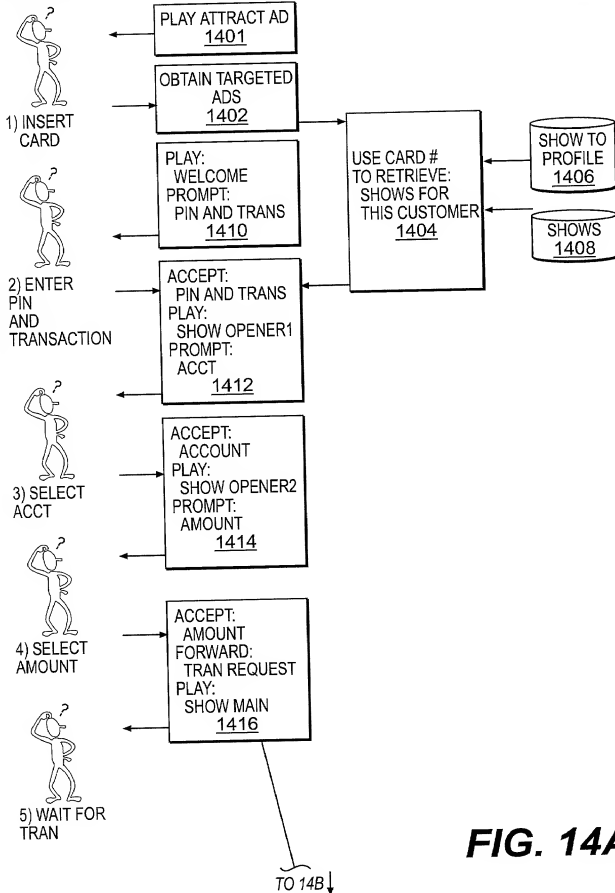 PLAY ATTRACT AD
1401
?
1) INSERT
CARD
OBTAIN TARGETED
ADS
1402
PLAY:
WELCOME
PROMPT:
PIN AND TRANS
1410
USE CARD #
TO RETRIEVE:
SHOWS FOR
THIS CUSTOMER
1404
SHOW TO
PROFILE
1406
SHOWS
1408
?
2) ENTER
PIN
AND
TRANSACTION
ACCEPT:
PIN AND TRANS
PLAY:
SHOW OPENER1
PROMPT:
ACCT
1412
?
3) SELECT
ACCT
ACCEPT:
ACCOUNT
PLAY:
SHOW OPENER2
PROMPT:
AMOUNT
1414
?
4) SELECT
AMOUNT
ACCEPT:
AMOUNT
FORWARD:
TRAN REQUEST
PLAY:
SHOW MAIN
1416
?
5) WAIT FOR
TRAN
TO 14B
FIG. 14A